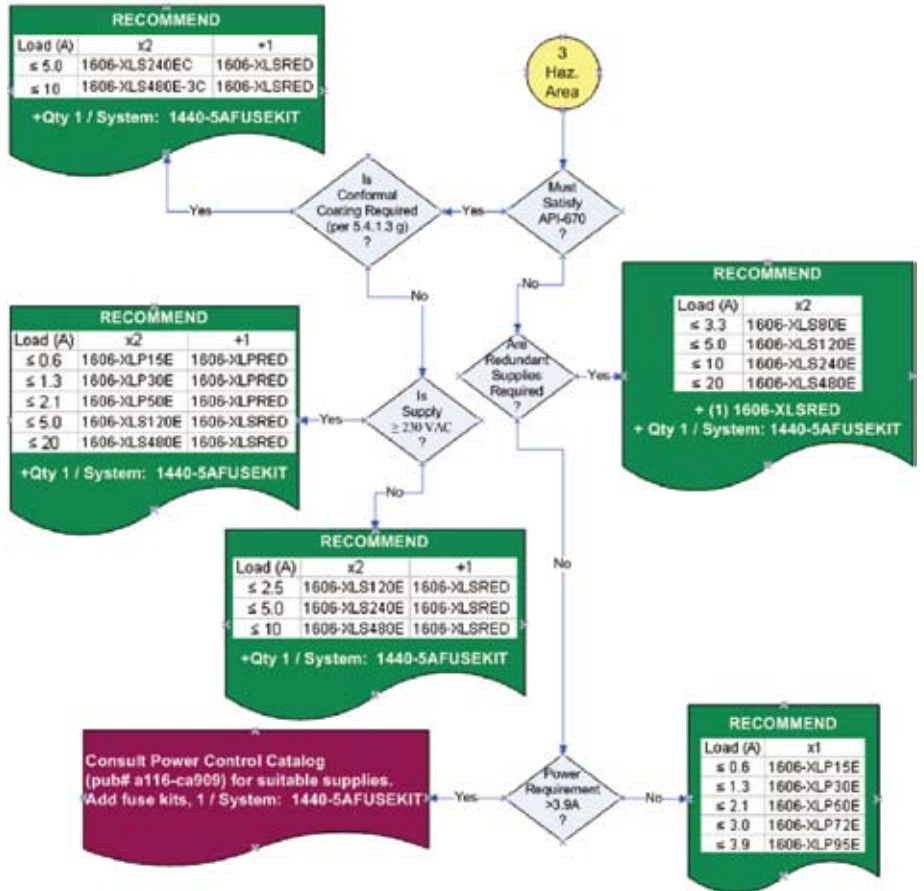 RECOMMEND
Load (A) x2 +1
≤ 5.0 1606-XLS240EC 1606-XLSRED
≤ 10 1606-XLS480E-3C 1606-XLSRED
+Qty 1 / System: 1440-5AFUSEKIT
3
Haz.
Area
Is
Conformal
Coating Required
(per 5.4.1.3 g)
?
Yes
Must
Satisfy
API-670
?
Yes
No
No
RECOMMEND
Load (A) x2
≤ 3.3 1606-XLS80E
≤ 5.0 1606-XLS120E
≤ 10 1606-XLS240E
≤ 20 1606-XLS480E
+ (1) 1606-XLSRED
+ Qty 1 / System: 1440-5AFUSEKIT
RECOMMEND
Load (A) x2 +1
≤ 0.6 1606-XLP15E 1606-XLPRED
≤ 1.3 1606-XLP30E 1606-XLPRED
≤ 2.1 1606-XLP50E 1606-XLPRED
≤ 5.0 1606-XLS120E 1606-XLSRED
≤ 20 1606-XLS480E 1606-XLSRED
+Qty 1 / System: 1440-5AFUSEKIT
Are
Redundant
Supplies
Required
?
Yes
Is
Supply
≥ 230 VAC
?
Yes
No
No
RECOMMEND
Load (A) x2 +1
≤ 2.5 1606-XLS120E 1606-XLSRED
≤ 5.0 1606-XLS240E 1606-XLSRED
≤ 10 1606-XLS480E 1606-XLSRED
+Qty 1 / System: 1440-5AFUSEKIT
Consult Power Control Catalog
(pub# a116-ca909) for suitable supplies.
Add fuse kits, 1 / System: 1440-5AFUSEKIT
Yes
Power
Requirement
>3.9A
?
No
RECOMMEND
Load (A) x1
≤ 0.6 1606-XLP15E
≤ 1.3 1606-XLP30E
≤ 2.1 1606-XLP50E
≤ 3.0 1606-XLP72E
≤ 3.9 1606-XLP95E